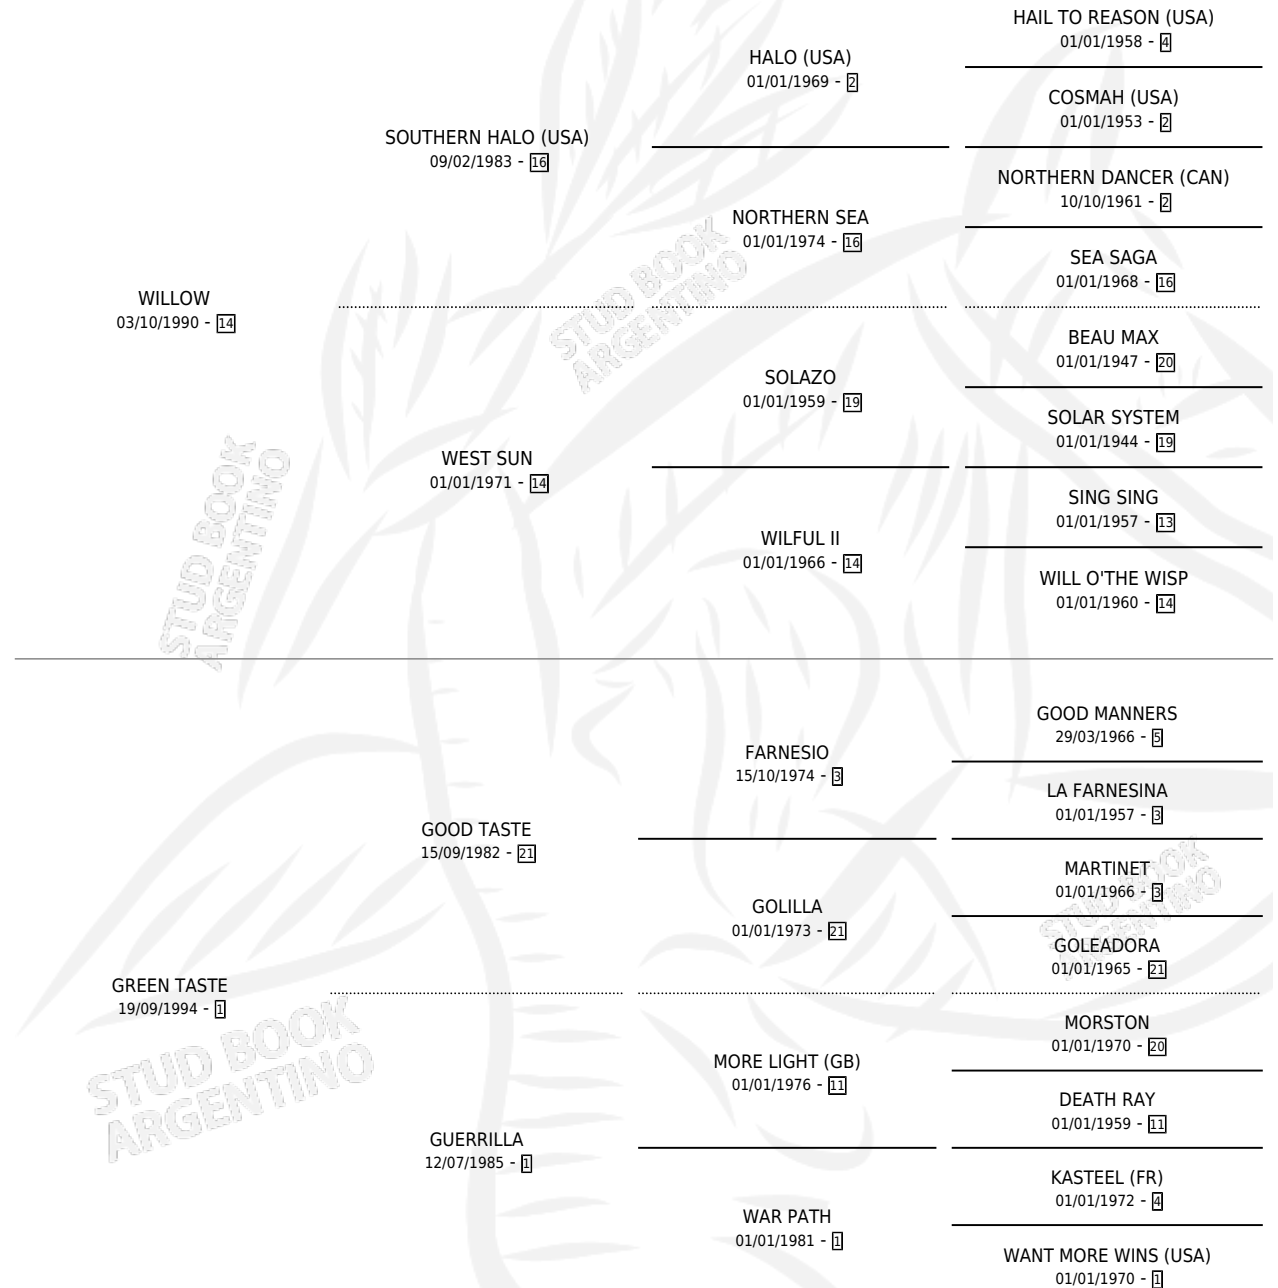 HAIL TO REASON (USA)
01/01/1958 - 4
HALO (USA)
01/01/1969 - 2
COSMAH (USA)
01/01/1953 - 2
SOUTHERN HALO (USA)
09/02/1983 - 16
NORTHERN DANCER (CAN)
10/10/1961 - 2
NORTHERN SEA
01/01/1974 - 16
SEA SAGA
01/01/1968 - 16
WILLOW
03/10/1990 - 14
BEAU MAX
01/01/1947 - 20
SOLAZO
01/01/1959 - 19
SOLAR SYSTEM
01/01/1944 - 19
WEST SUN
01/01/1971 - 14
SING SING
01/01/1957 - 13
WILFUL II
01/01/1966 - 14
WILL O'THE WISP
01/01/1960 - 14
GOOD MANNERS
29/03/1966 - 5
FARNESIO
15/10/1974 - 3
LA FARNESINA
01/01/1957 - 3
GOOD TASTE
15/09/1982 - 21
MARTINET
01/01/1966 - 3
GOLILLA
01/01/1973 - 21
GOLEADORA
01/01/1965 - 21
GREEN TASTE
19/09/1994 - 1
MORSTON
01/01/1970 - 20
MORE LIGHT (GB)
01/01/1976 - 11
DEATH RAY
01/01/1959 - 11
GUERRILLA
12/07/1985 - 1
KASTEEL (FR)
01/01/1972 - 4
WAR PATH
01/01/1981 - 1
WANT MORE WINS (USA)
01/01/1970 - 1
STUD BOOK
ARGENTINO
STUD BOOK
ARGENTINO
STUD BOOK
ARGENTINO
STUD BOOK
ARGENTINO